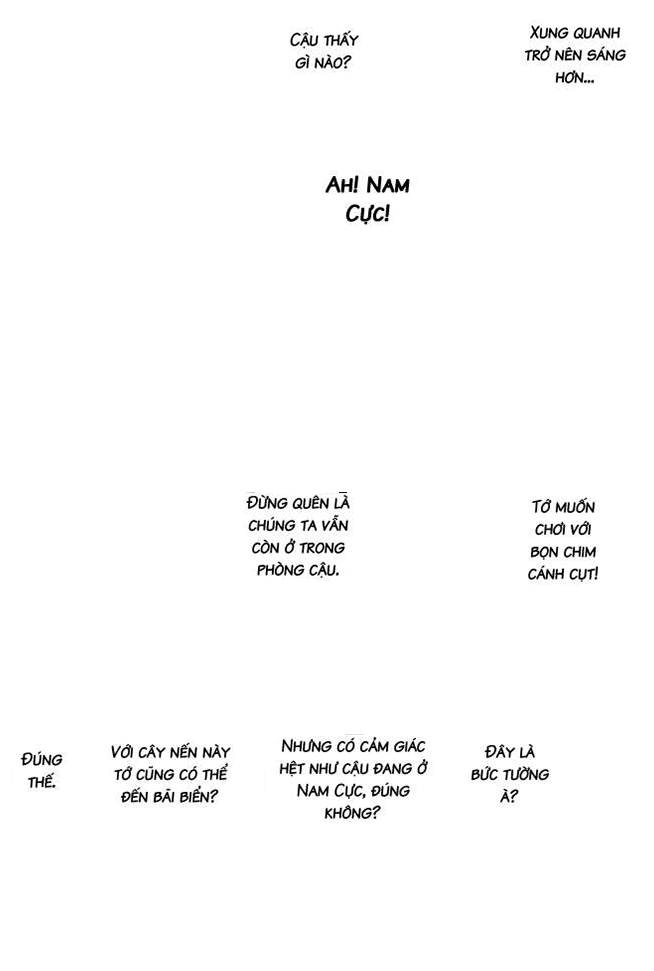 Xung quanh
trở nên sáng
hơn...
Cậu thấy
gì nào?
Ah! Nam
Cực!
Tớ muốn
chơi với
bọn chim
cánh cụt!
Đừng quên là
chúng ta vẫn
còn ở trong
phòng cậu.
Đây là
bức tường
à?
Nhưng có cảm giác
hệt như cậu đang ở
Nam Cực, đúng
không?
Với cây nến này
tớ cũng có thể
đến bãi biển?
Đúng
thế.